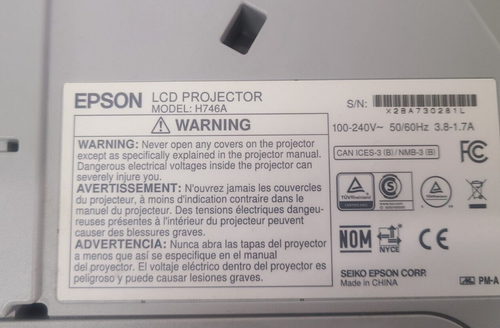 EPSON LCD PROJECTOR
MODEL: H746A
WARNING
WARNING: Never open any covers on the projector
except as specifically explained in the projector manual.
Dangerous electrical voltages inside the projector can
severely injure you.
AVERTISSEMENT: N'ouvrez jamais les couvercles
du projecteur, à moins d'indication contraire dans le
manuel du projecteur. Des tensions électriques dangeu-
reuses présentes à l'intérieur du projecteur peuvent
causer des blessures graves.
ADVERTENCIA: Nunca abra las tapas del proyector
a menos que así se especifique en el manual
del proyector. El voltaje eléctrico dentro del proyector es
peligroso y puede causar lesiones graves.
S/N:
X28A730281L
100-240V~ 50/60Hz 3.8-1.7A
CAN ICES-3 (B) / NMB-3 (B)
FC
TÜVRheinland
S
NOM
NYCE
CE
SEIKO EPSON CORP.
Made in CHINA
PM-A